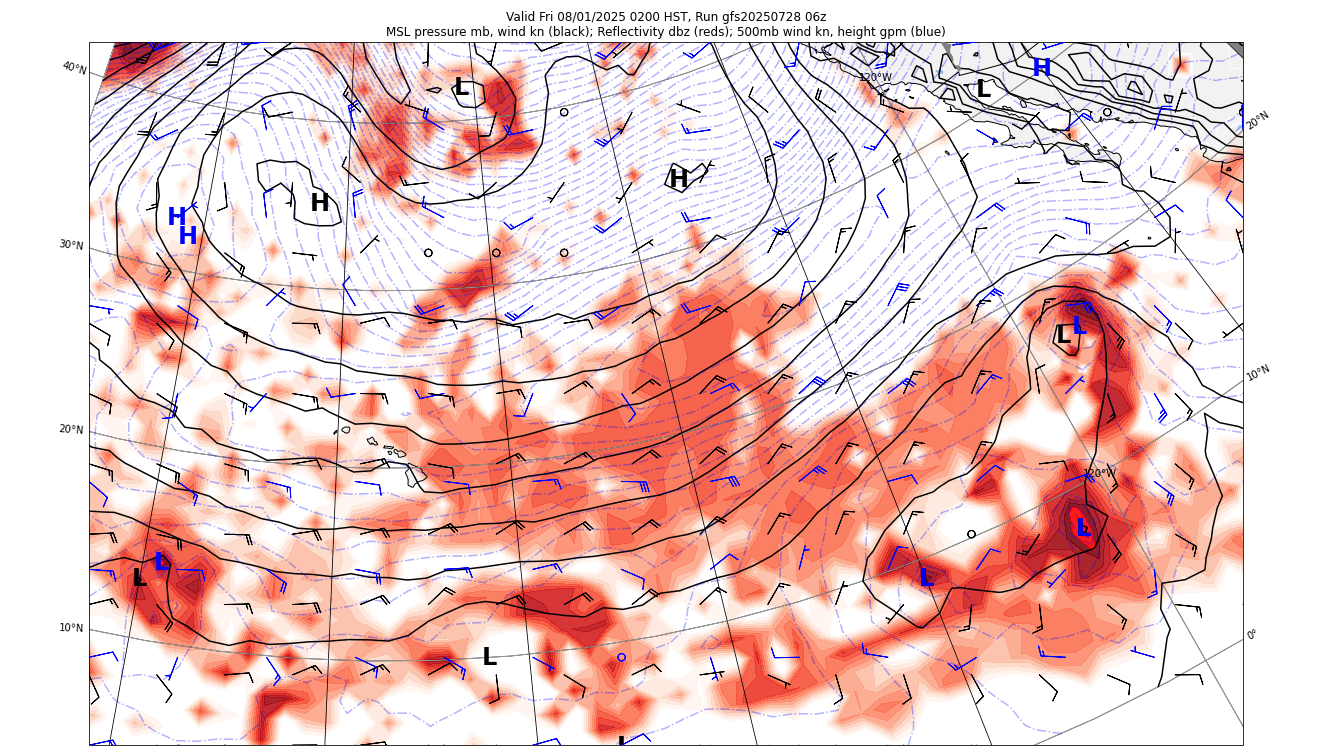 Valid Fri 08/01/2025 0200 HST, Run gfs20250728 06z
MSL pressure mb, wind kn (black); Reflectivity dbz (reds); 500mb wind kn, height gpm (blue)
40°N
120°W
20°N
30°N
10°N
20°N
120°W
10°N
0°
L
H
L
H
H
H
H
L
L
L
L
L
L
L
L